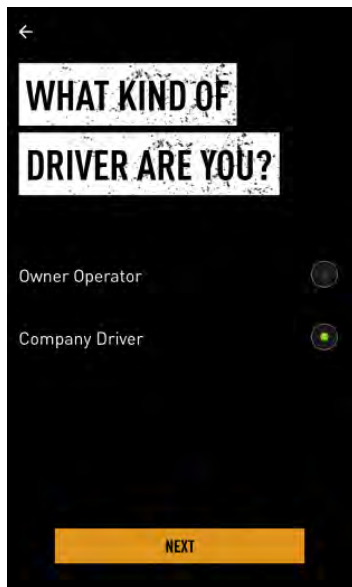 WHAT KIND OF
DRIVER ARE YOU?
Owner Operator
Company Driver
NEXT